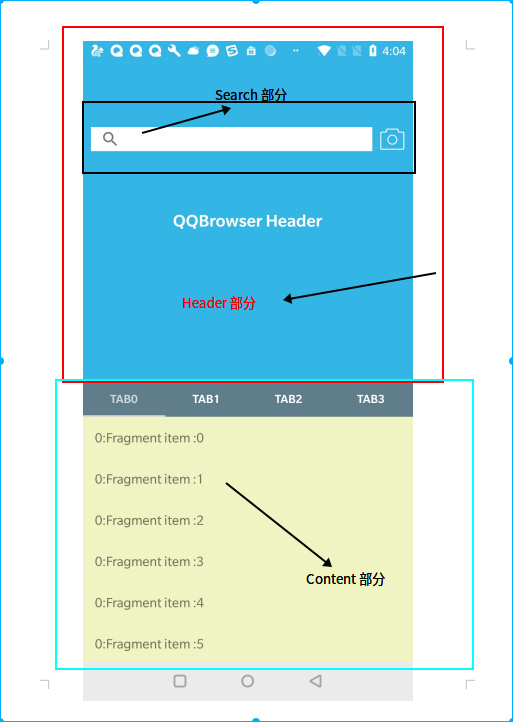 4:04
Search 部分
QQBrowser Header
Header 部分
TAB0 TAB1 TAB2 TAB3
0:Fragment item :0
0:Fragment item :1
0:Fragment item :2
0:Fragment item :3
Content 部分
0:Fragment item :4
0:Fragment item :5